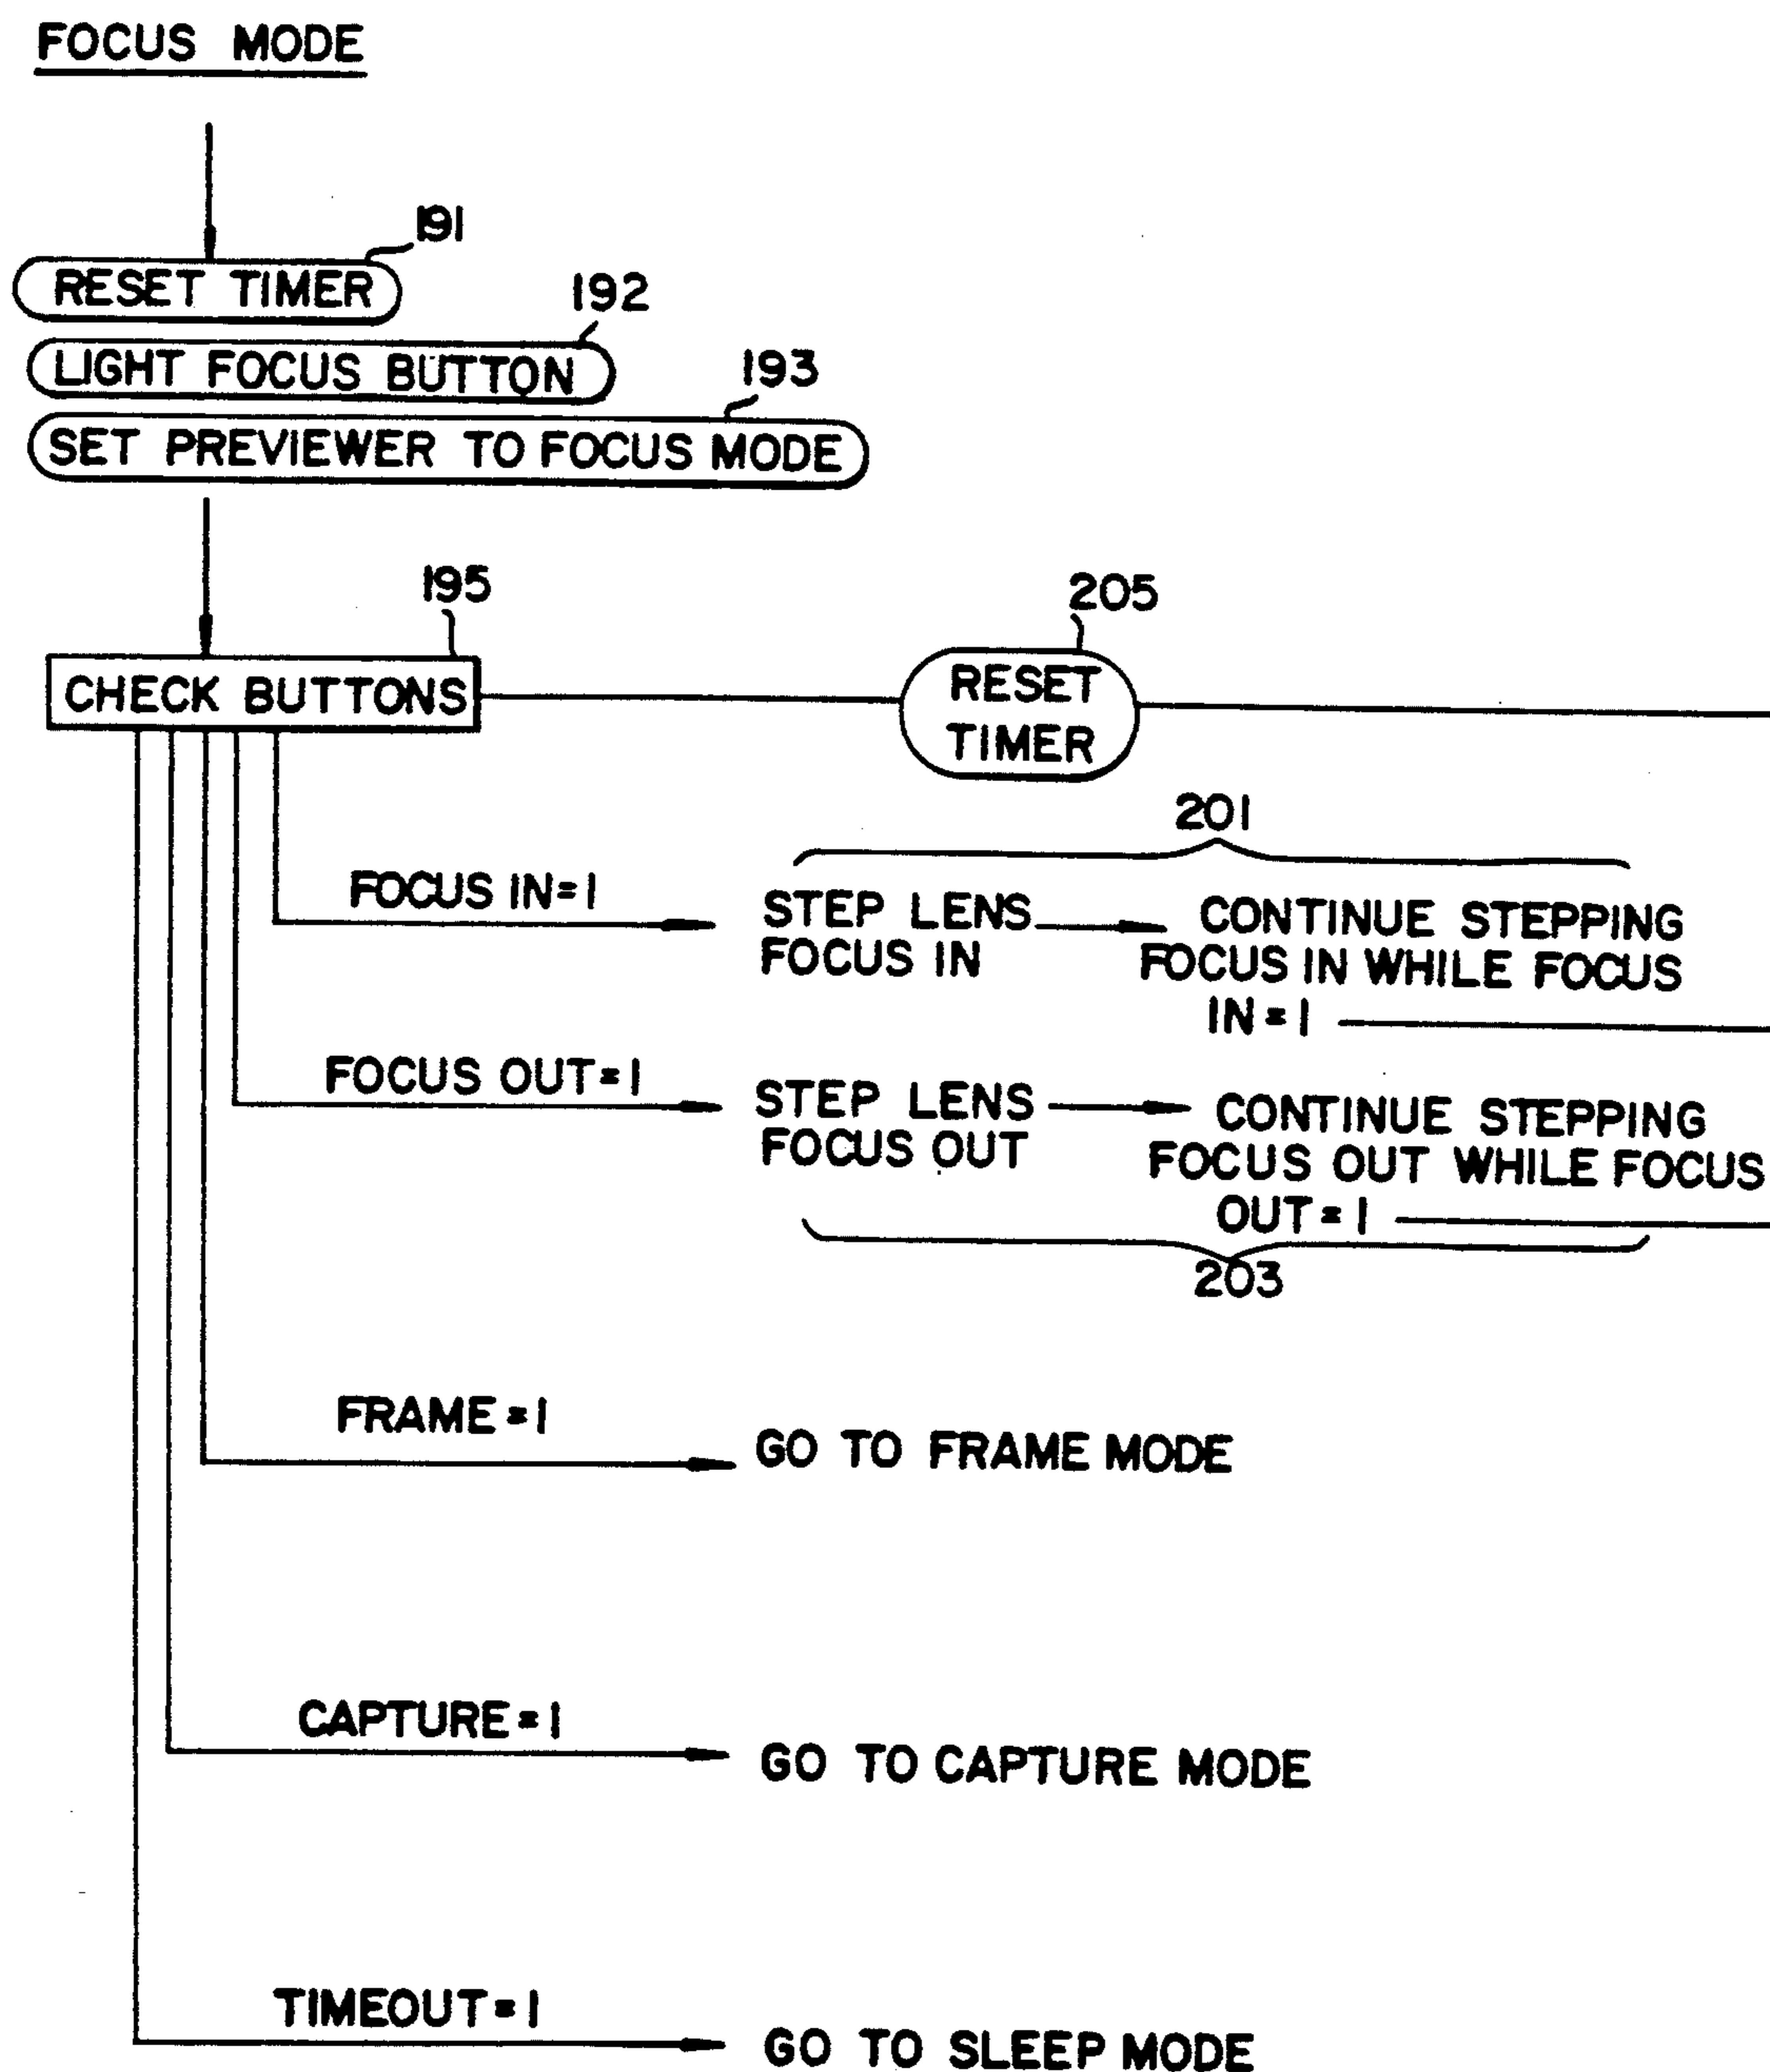 FOCUS MODE
191
RESET TIMER
192
LIGHT FOCUS BUTTON
193
SET PREVIEWER TO FOCUS MODE
195
CHECK BUTTONS
205
RESET
TIMER
201
FOCUS IN=1
STEP LENS
FOCUS IN
CONTINUE STEPPING
FOCUS IN WHILE FOCUS
IN=1
FOCUS OUT=1
STEP LENS
FOCUS OUT
CONTINUE STEPPING
FOCUS OUT WHILE FOCUS
OUT=1
203
FRAME=1
GO TO FRAME MODE
CAPTURE=1
GO TO CAPTURE MODE
TIMEOUT=1
GO TO SLEEP MODE